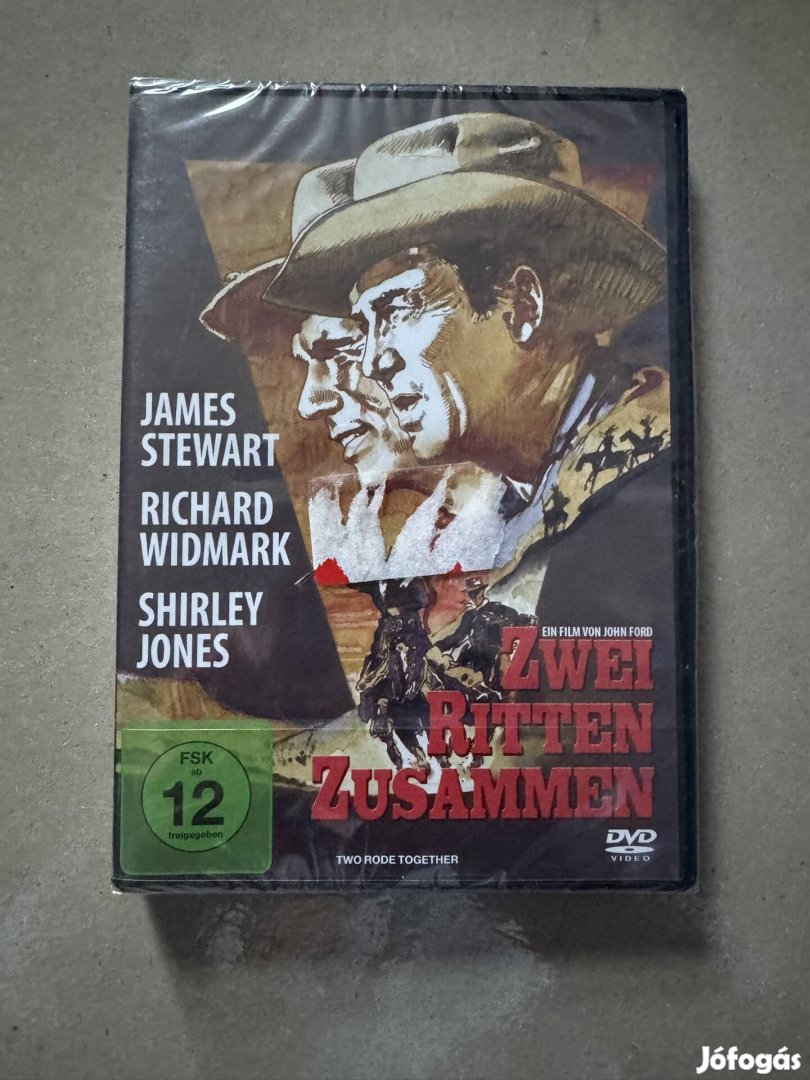 JAMES
STEWART
RICHARD
WIDMARK
SHIRLEY
JONES
EIN FILM VON JOHN FORD
ZWEI
RITTEN
ZUSAMMEN
FSK
ab
12
freigegeben
DVD
VIDEO
TWO RODE TOGETHER
Jófogás